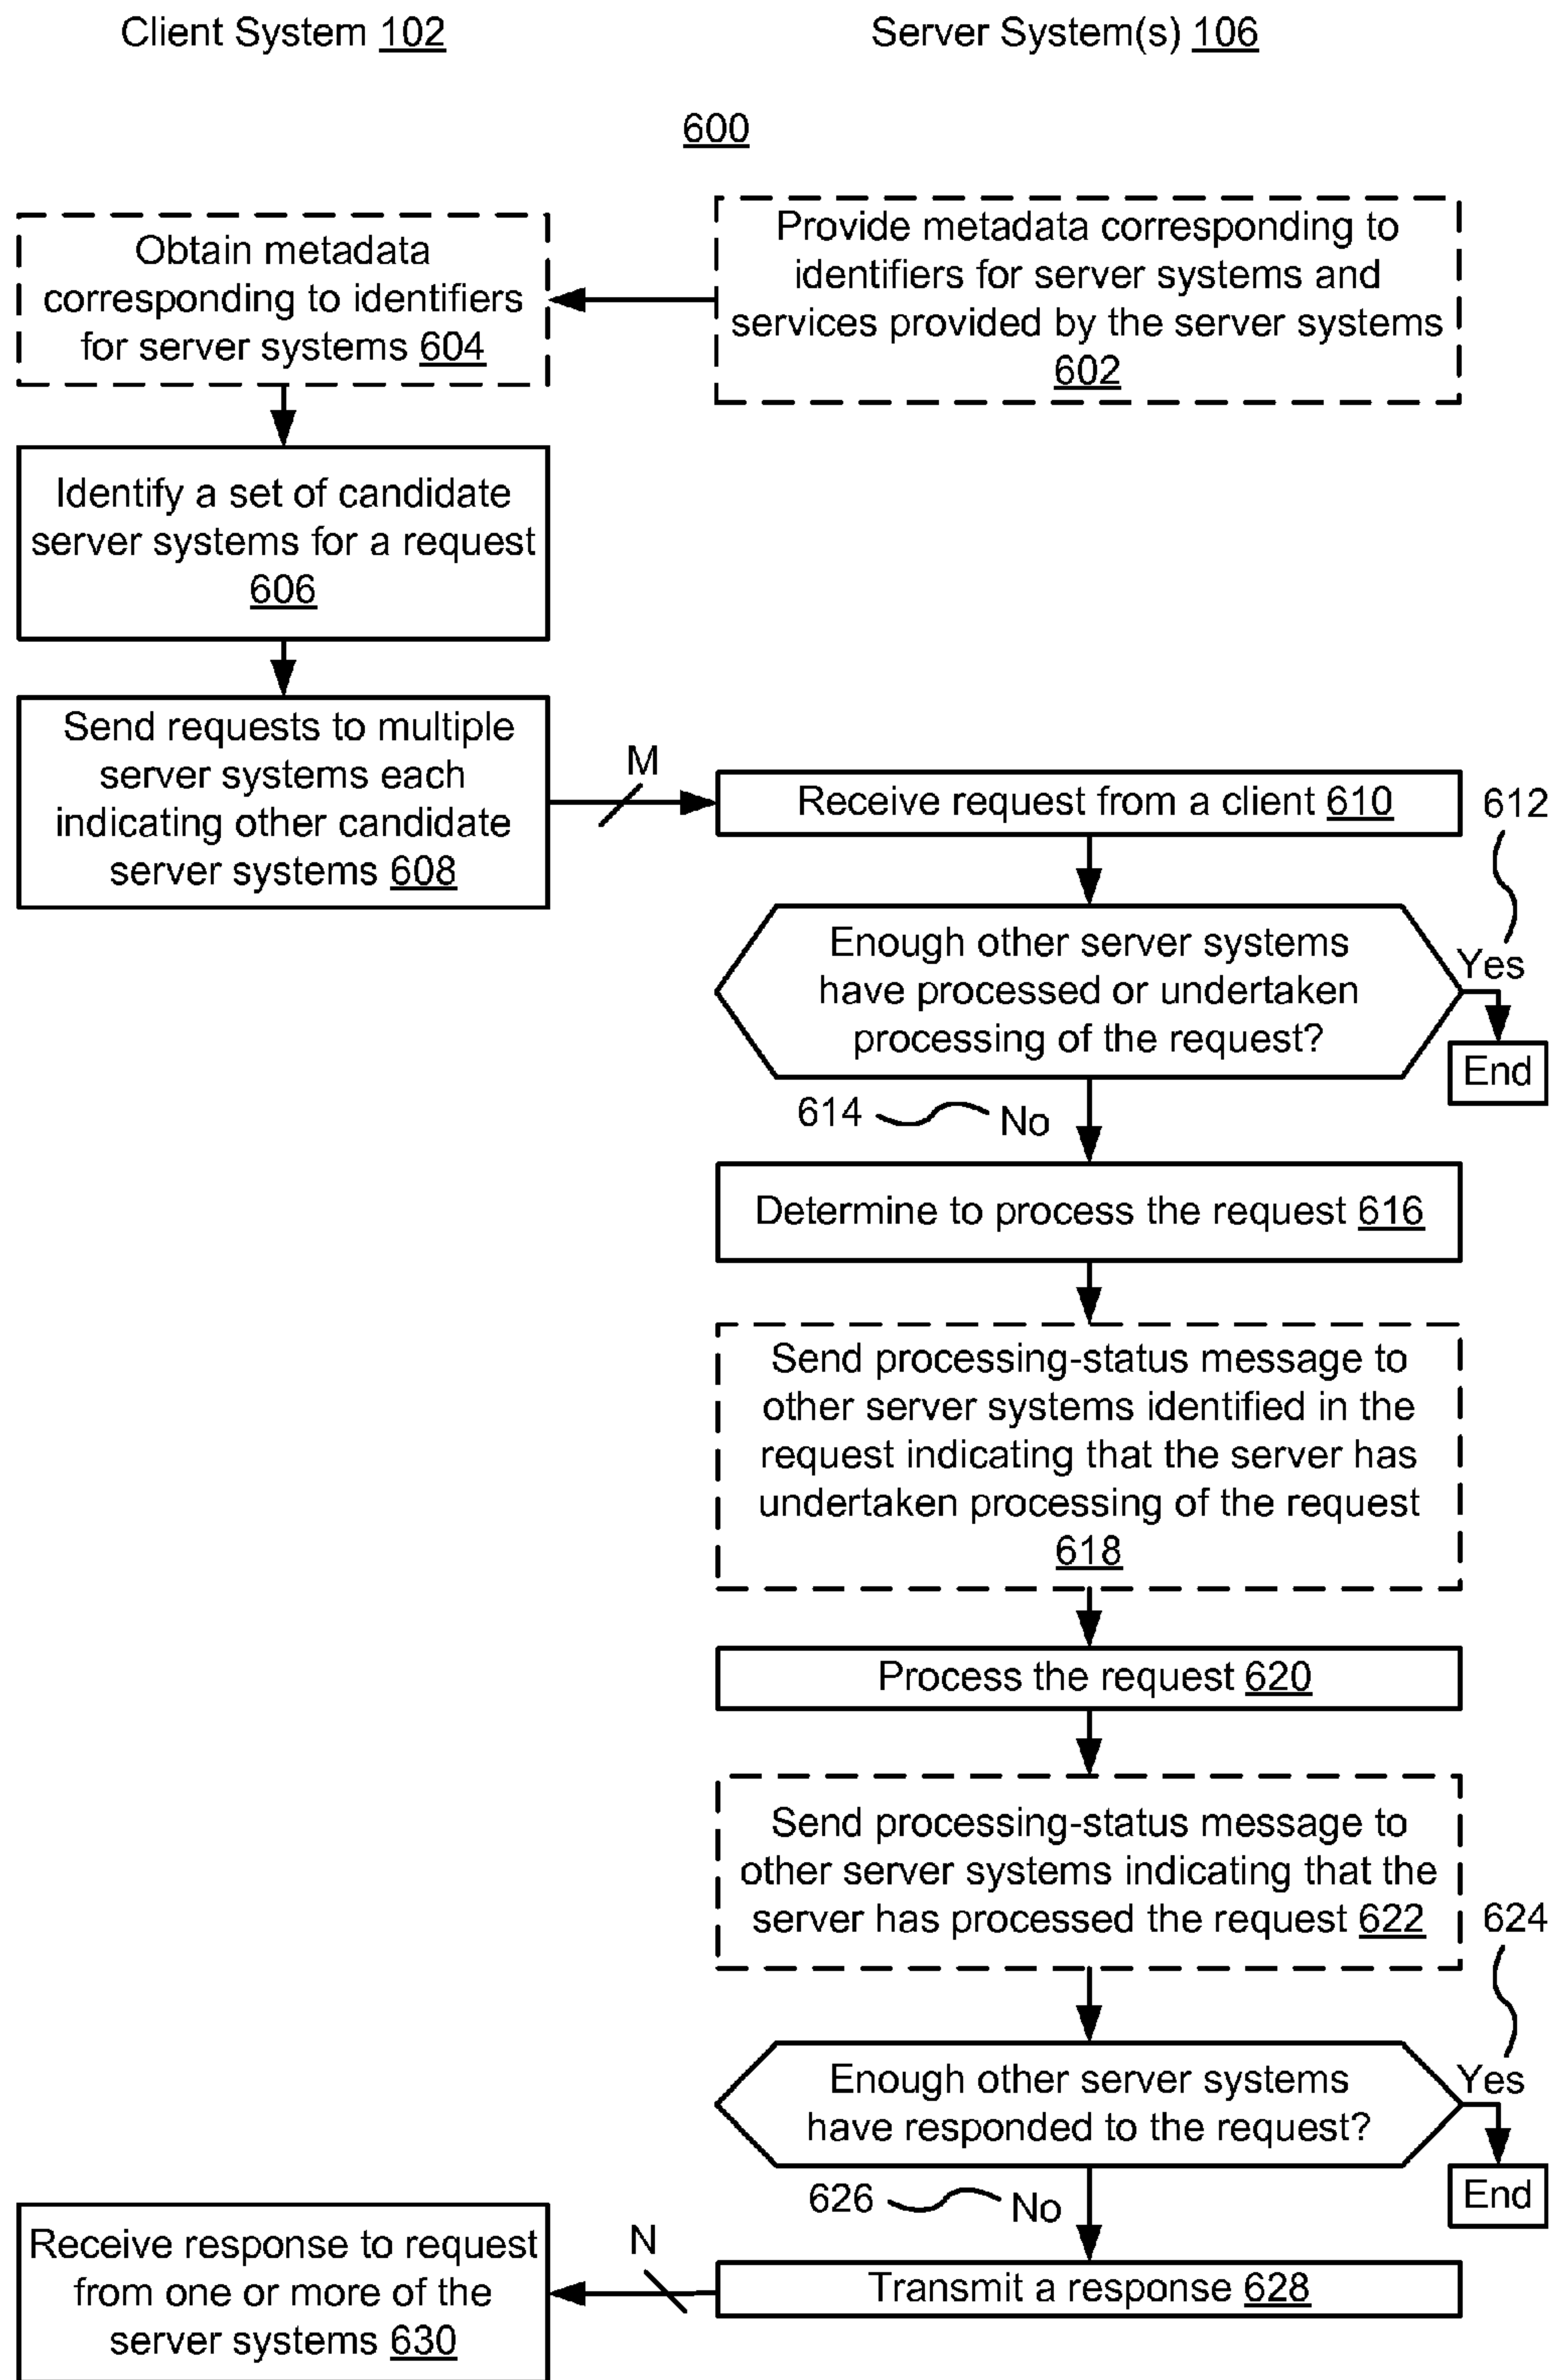 Client System 102
Server System(s) 106
600
Provide metadata corresponding to
identifiers for server systems and
services provided by the server systems
602
Obtain metadata
corresponding to identifiers
for server systems 604
Identify a set of candidate
server systems for a request
606
Send requests to multiple
server systems each
indicating other candidate
server systems 608
M
Receive request from a client 610
612
Enough other server systems
have processed or undertaken
processing of the request?
Yes
End
614
No
Determine to process the request 616
Send processing-status message to
other server systems identified in the
request indicating that the server has
undertaken processing of the request
618
Process the request 620
Send processing-status message to
other server systems indicating that the
server has processed the request 622
624
Enough other server systems
have responded to the request?
Yes
End
626
No
Transmit a response 628
N
Receive response to request
from one or more of the
server systems 630